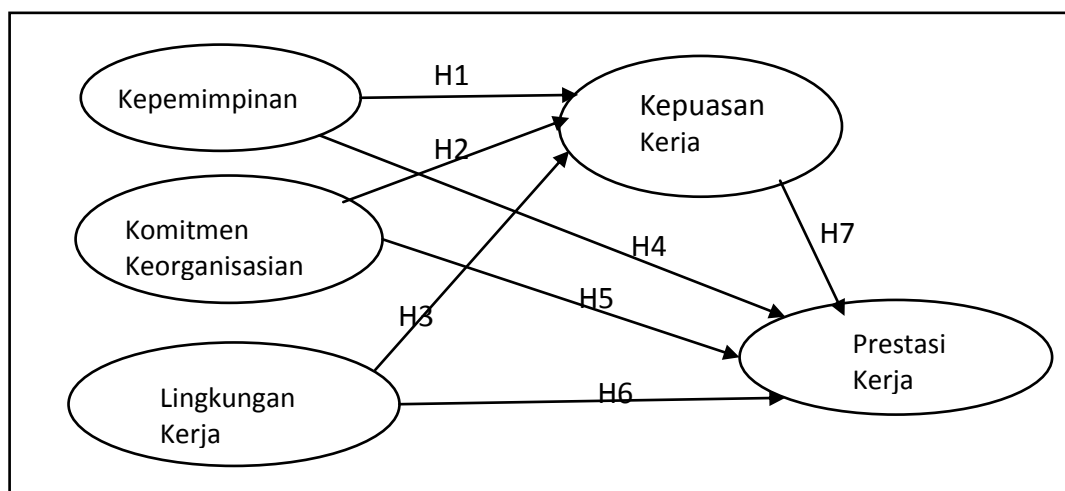 H1
Kepemimpinan
Kepuasan
Kerja
H2
Komitmen
Keorganisasian
H4
H7
H5
H3
Prestasi
Kerja
Lingkungan
Kerja
H6